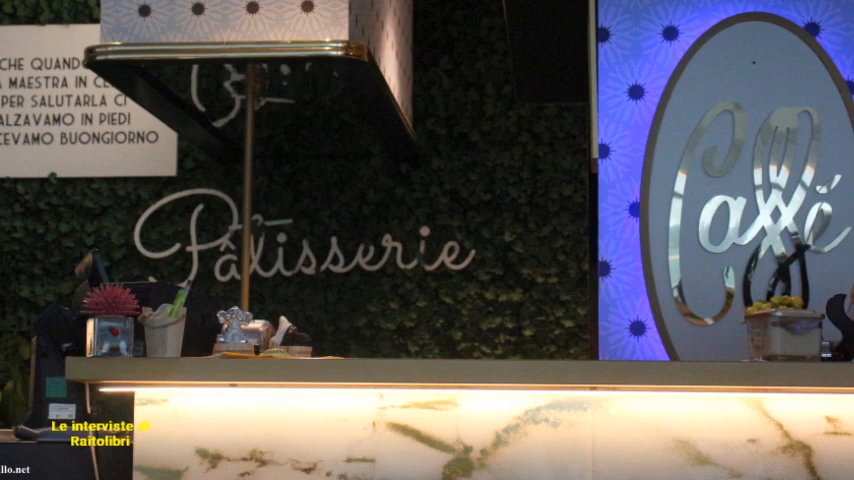 CHE QUANDO
MAESTRA IN
PER SALUTARLA CI
ALZAVAMO IN PIEDI
CEVAMO BUONGIORNO
Pâtisserie
Caffé
Le interviste di
Raitolibri
llo.net